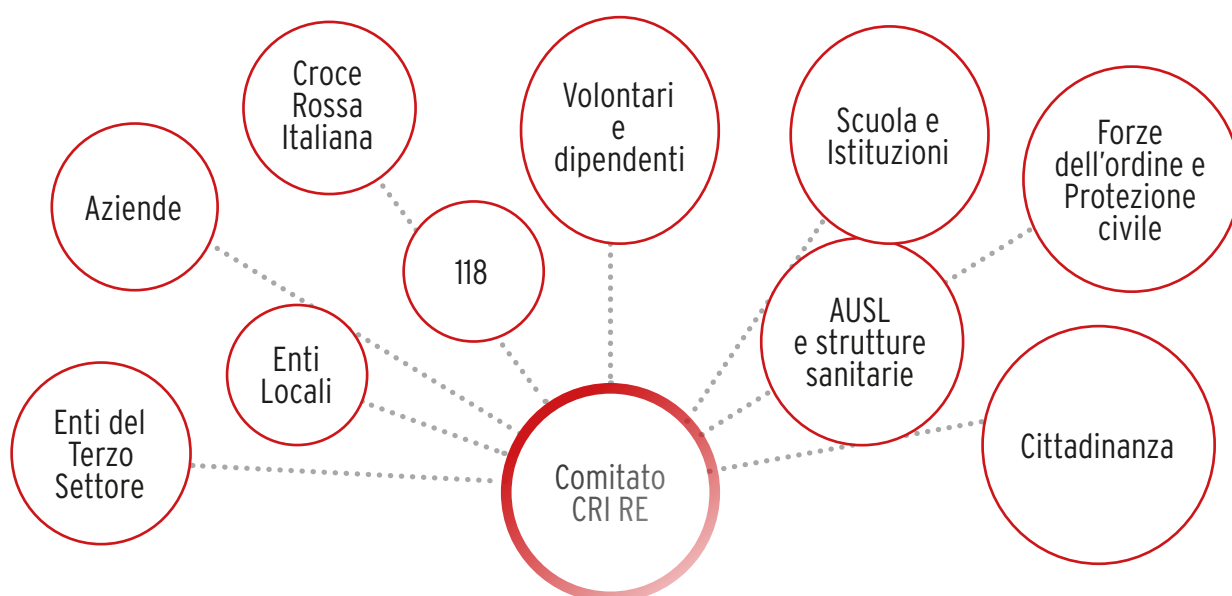 Croce
Rossa
Italiana
Volontari
e
dipendenti
Scuola e
Istituzioni
Forze
dell'ordine e
Protezione
civile
Aziende
118
AUSL
e strutture
sanitarie
Enti
Locali
Enti del
Terzo
Settore
Cittadinanza
Comitato
CRI RE